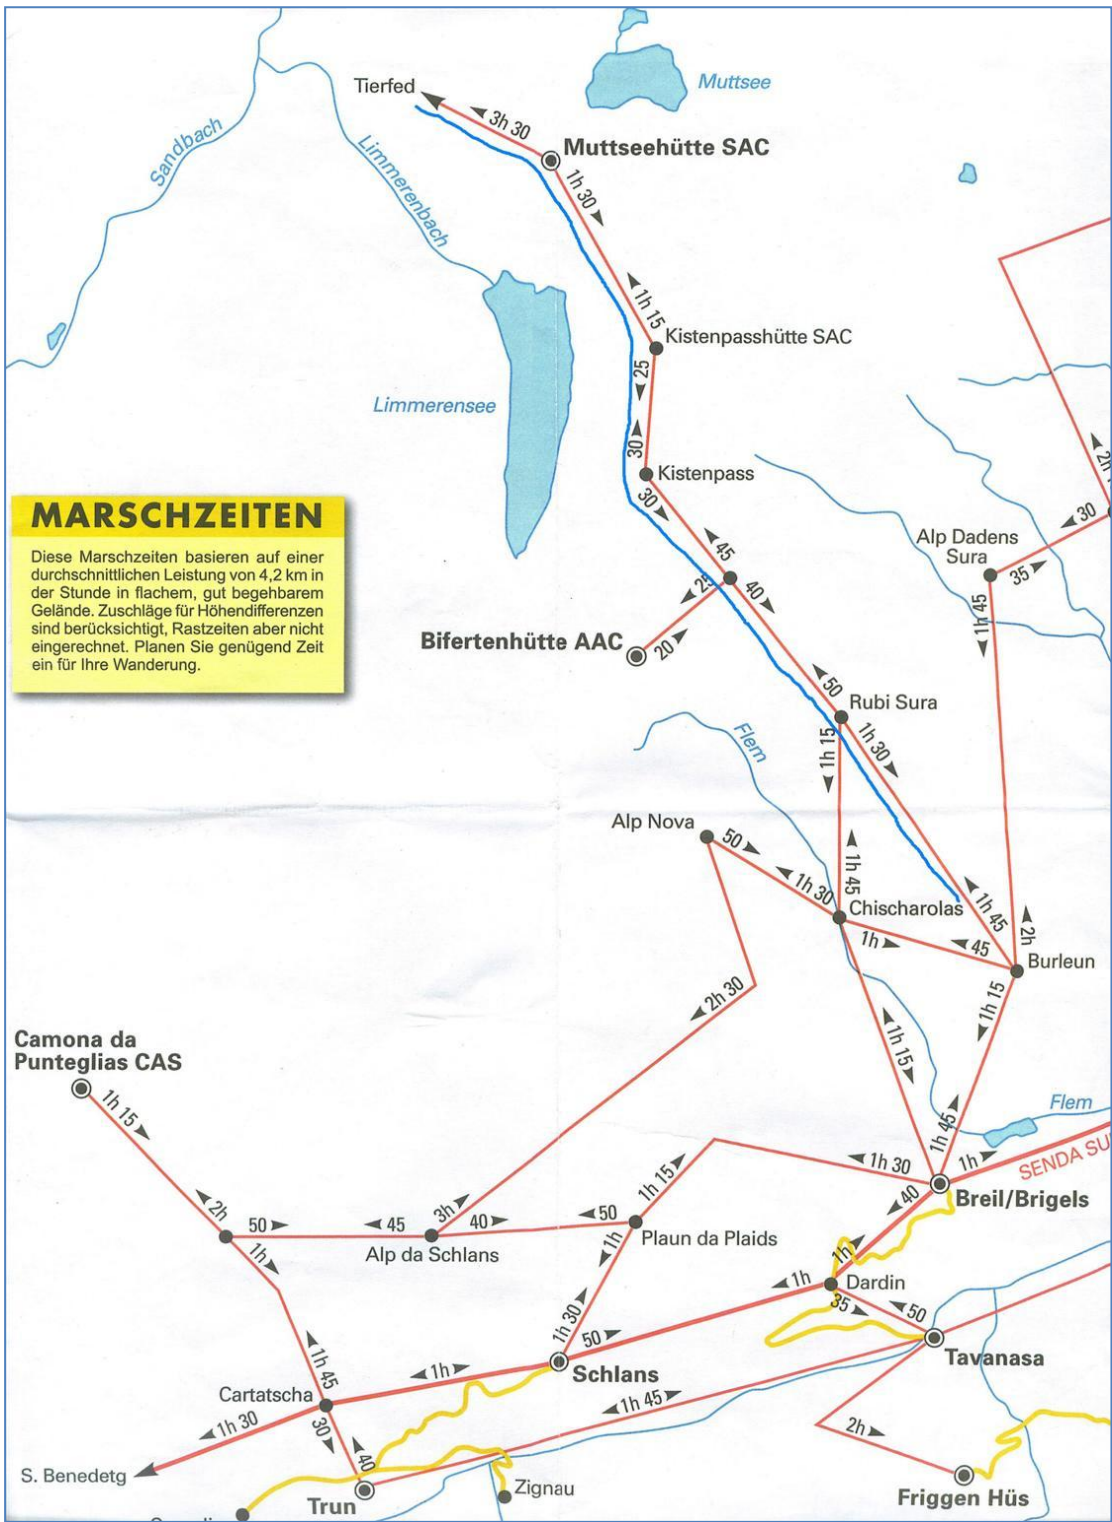 Muttsee
Tierfed
3h 30
Sandbach
Limmerenbach
Muttseehütte SAC
1h 30
1h 15
Kistenpasshütte SAC
25
Limmerensee
30
Kistenpass
30
MARSCHZEITEN
Diese Marschzeiten basieren auf einer
durchschnittlichen Leistung von 4,2 km in
der Stunde in flachem, gut begehbarem
Gelände. Zuschläge für Höhendifferenzen
sind berücksichtigt, Rastzeiten aber nicht
eingerechnet. Planen Sie genügend Zeit
ein für Ihre Wanderung.
2h
30
Alp Dadens
Sura
35
45
25
40
1h 45
Bifertenhütte AAC
20
50
Rubi Sura
Flem
1h 15
1h 30
Alp Nova
50
1h 30
1h 45
Chischarolas
1h 45
1h
45
2h
Burleun
2h 30
1h 15
1h 15
Camona da
Punteglias CAS
1h 15
Flem
1h 45
1h
SENDA SU
1h 30
1h 15
Breil/Brigels
40
2h
50
45
3h
40
50
Plaun da Plaids
Alp da Schlans
1h
1h
1h
1h
Dardin
35
50
1h 30
50
Tavanasa
1h 45
1h
Schlans
Cartatscha
1h 30
30
40
1h 45
2h
S. Benedetg
Trun
Zignau
Friggen Hüs